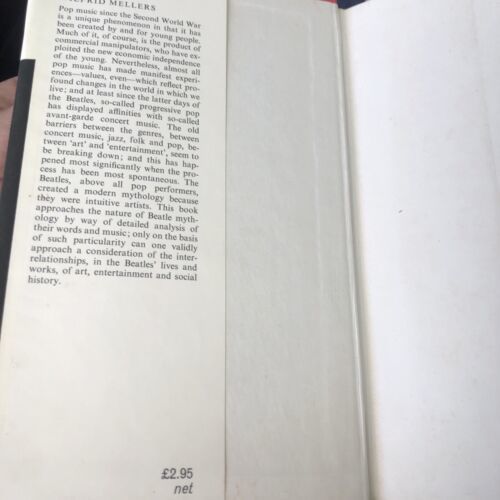 MELLERS
Pop music since the Second World War
is a unique phenomenon in that it has
been created by and for young people.
Much of it, of course, is the product of
commercial manipulators, who have ex-
ploited the new economic independence
of the young. Nevertheless, almost all
pop music has made manifest experi-
ences—values, even—which reflect pro-
found changes in the world in which we
live; and at least since the latter days of
the Beatles, so-called progressive pop
has displayed affinities with so-called
avant-garde concert music. The old
barriers between the genres, between
concert music, jazz, folk and pop, be-
tween 'art' and 'entertainment', seem to
be breaking down; and this has hap-
pened most significantly when the pro-
cess has been most spontaneous. The
Beatles, above all pop performers,
created a modern mythology because
they were intuitive artists. This book
approaches the nature of Beatle myth-
ology by way of detailed analysis of
their words and music; only on the basis
of such particularity can one validly
approach a consideration of the inter-
relationships, in the Beatles' lives and
works, of art, entertainment and social
history.
£2.95
net